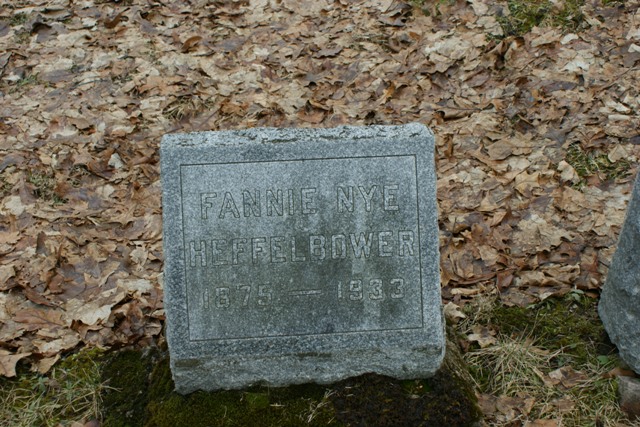 FANNIE NYE
HEFFELBOWER
1875 — 1933